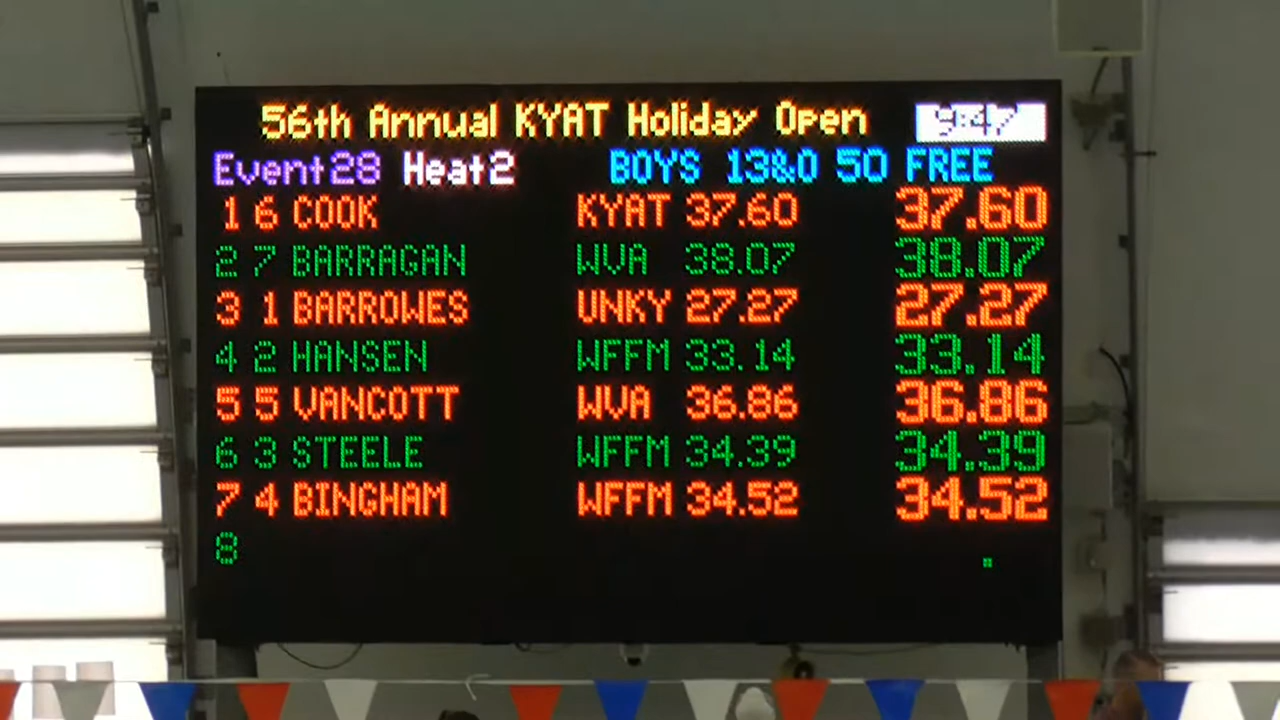 56th Annual KYAT Holiday Open 9:47
Event28 Heat2 BOYS 13&O 50 FREE
1 6 COOK KYAT 37.60 37.60
2 7 BARRAGAN WVA 38.07 38.07
3 1 BARROWES UNKY 27.27 27.27
4 2 HANSEN WFFM 33.14 33.14
5 5 VANCOTT WVA 36.86 36.86
6 3 STEELE WFFM 34.39 34.39
7 4 BINGHAM WFFM 34.52 34.52
8 .